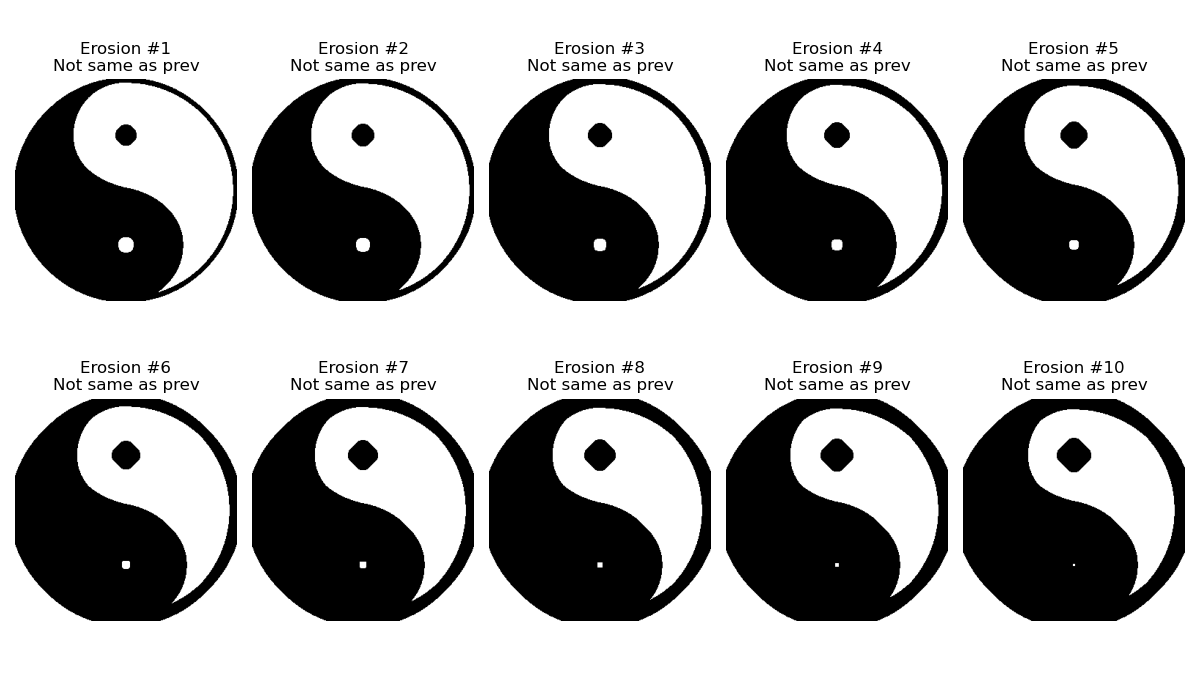 Erosion #1
Not same as prev
Erosion #2
Not same as prev
Erosion #3
Not same as prev
Erosion #4
Not same as prev
Erosion #5
Not same as prev
Erosion #6
Not same as prev
Erosion #7
Not same as prev
Erosion #8
Not same as prev
Erosion #9
Not same as prev
Erosion #10
Not same as prev